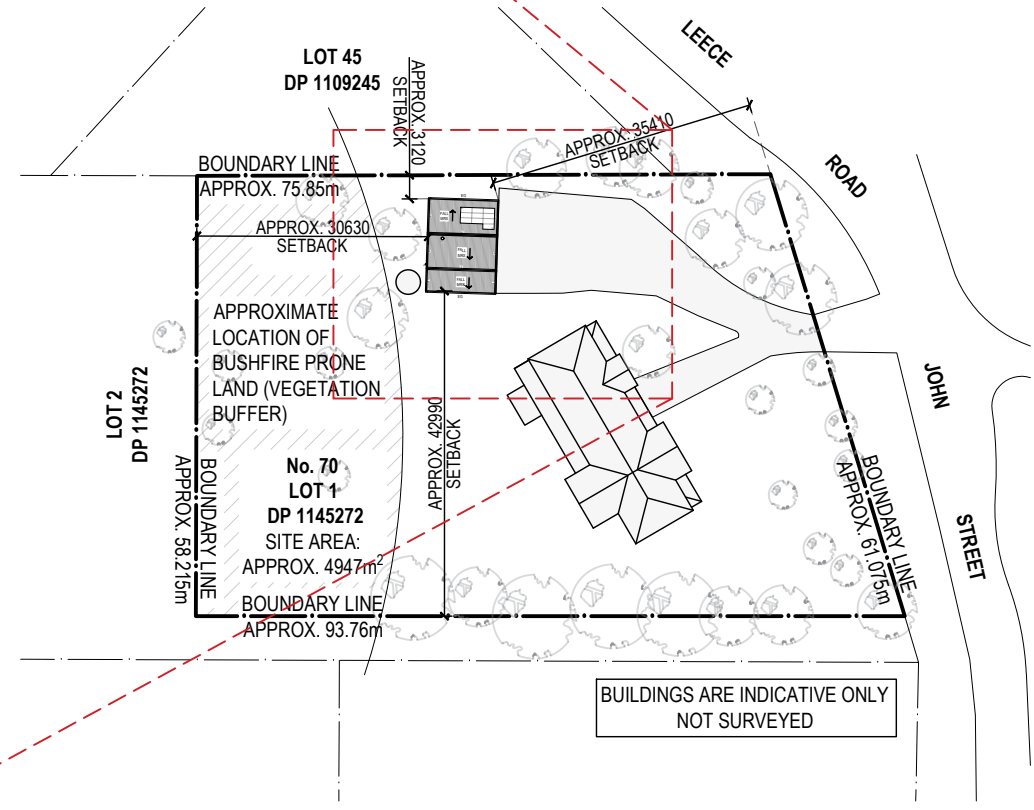 LEECE
ROAD
JOHN
STREET
LOT 45
DP 1109245
APPROX. 3120
SETBACK
APPROX. 35410
SETBACK
BOUNDARY LINE
APPROX. 75.85m
APPROX. 30630
SETBACK
APPROXIMATE
LOCATION OF
BUSHFIRE PRONE
LAND (VEGETATION
BUFFER)
LOT 2
DP 1145272
BOUNDARY LINE
APPROX. 58.215m
No. 70
LOT 1
DP 1145272
SITE AREA:
APPROX. 4947m²
APPROX. 42990
SETBACK
BOUNDARY LINE
APPROX. 61.075m
BOUNDARY LINE
APPROX. 93.76m
BUILDINGS ARE INDICATIVE ONLY
NOT SURVEYED